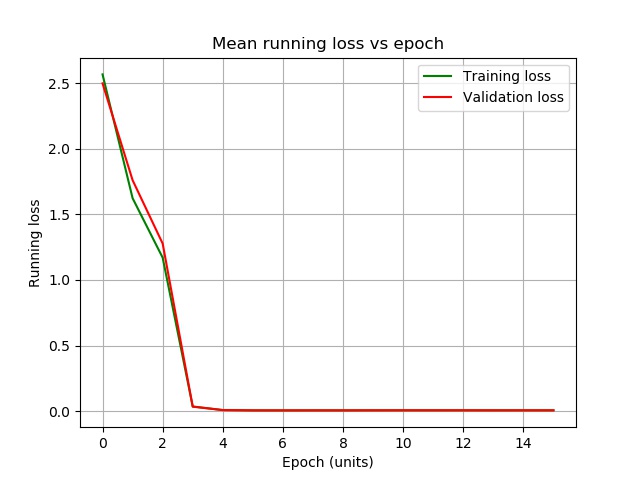 Mean running loss vs epoch
Training loss
Validation loss
2.5
2.0
1.5
1.0
0.5
0.0
Running loss
0 2 4 6 8 10 12 14
Epoch (units)